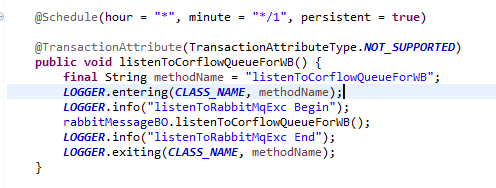 @Schedule(hour = "*", minute = "*/1", persistent = true)
@TransactionAttribute(TransactionAttributeType.NOT_SUPPORTED)
public void listenToCorflowQueueForWB() {
final String methodName = "listenToCorflowQueueForWB";
LOGGER.entering(CLASS_NAME, methodName);
LOGGER.info("listenToRabbitMqExc Begin");
rabbitMessageBO.listenToCorflowQueueForWB();
LOGGER.info("listenToRabbitMqExc End");
LOGGER.exiting(CLASS_NAME, methodName);
}